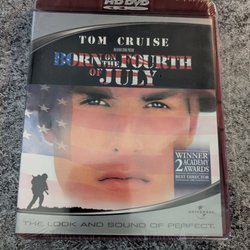 HD DVD
TOM CRUISE
BORN ON THE FOURTH
OF JULY
WINNER
2 ACADEMY
AWARDS
BEST DIRECTOR
UNIVERSAL
THE LOOK AND SOUND OF PERFECT.